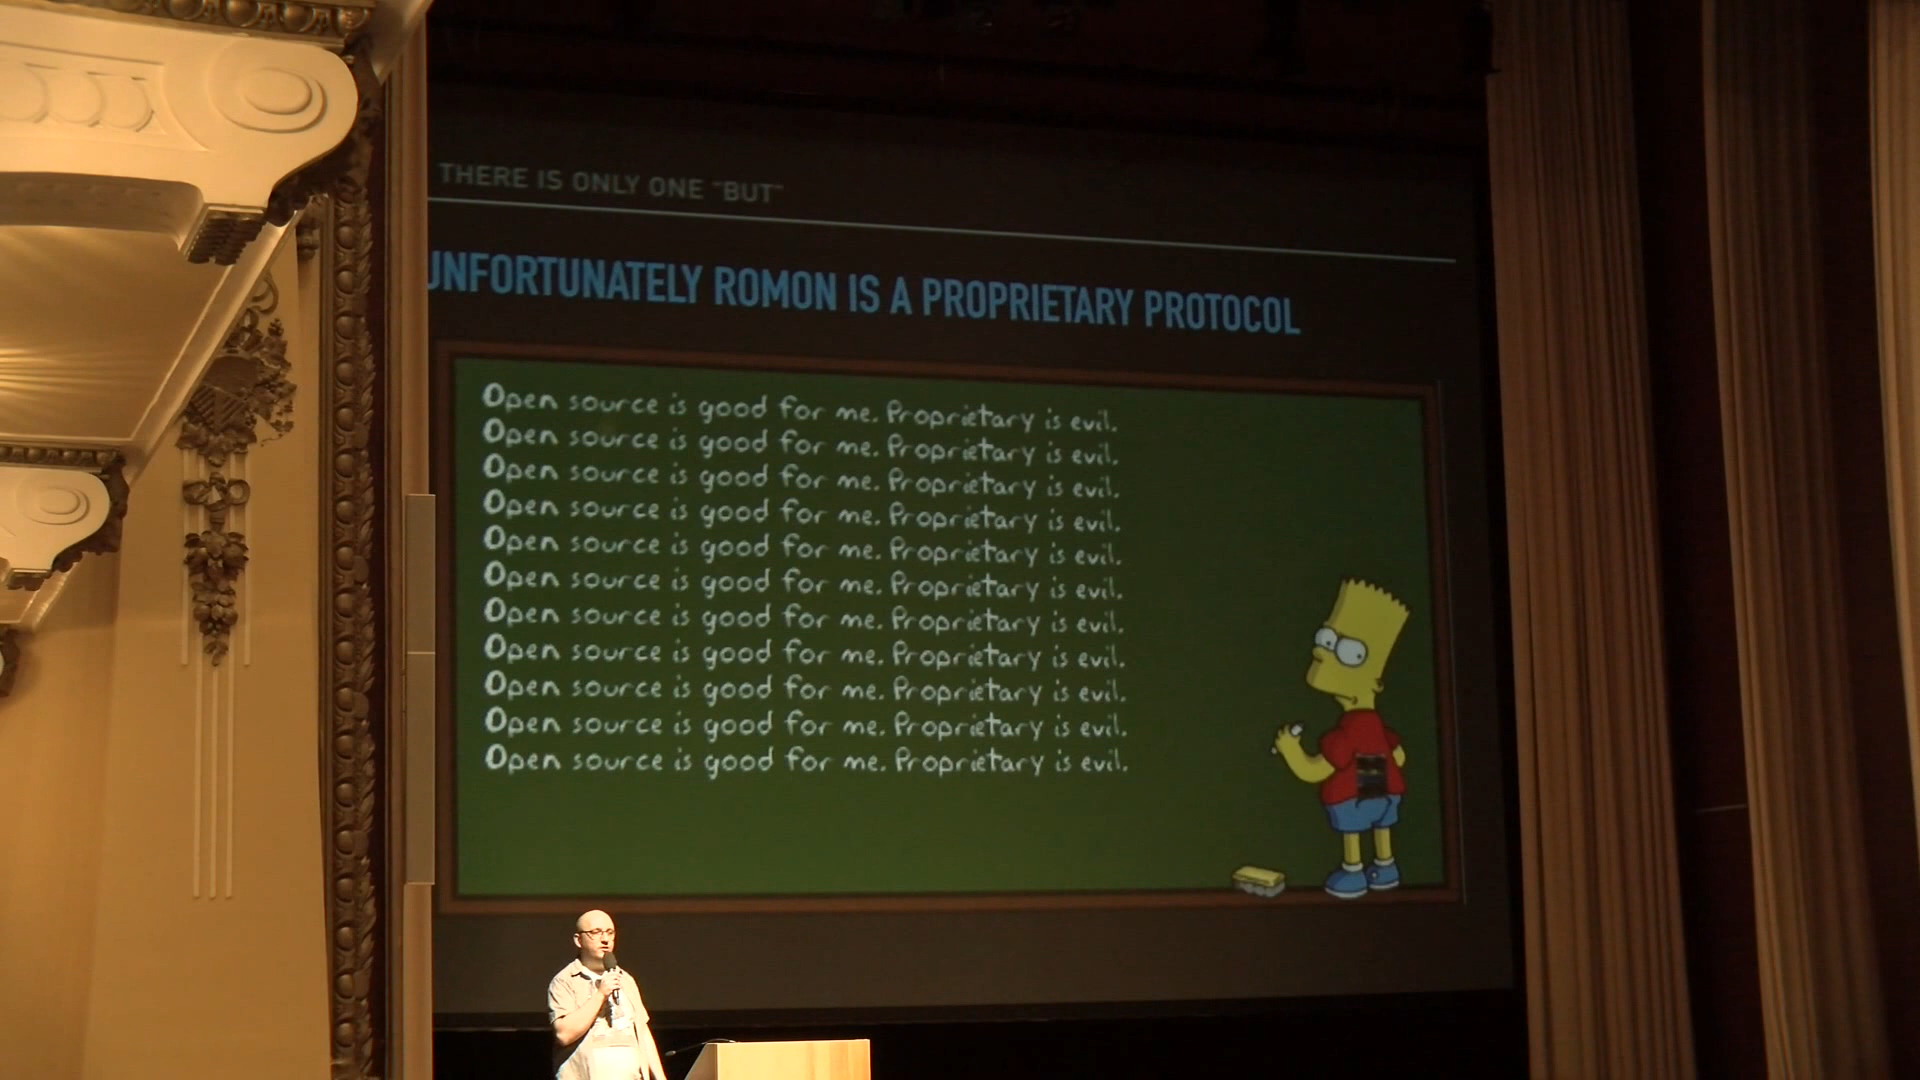 THERE IS ONLY ONE "BUT"
UNFORTUNATELY ROMON IS A PROPRIETARY PROTOCOL
Open source is good for me. Proprietary is evil.
Open source is good for me. Proprietary is evil.
Open source is good for me. Proprietary is evil.
Open source is good for me. Proprietary is evil.
Open source is good for me. Proprietary is evil.
Open source is good for me. Proprietary is evil.
Open source is good for me. Proprietary is evil.
Open source is good for me. Proprietary is evil.
Open source is good for me. Proprietary is evil.
Open source is good for me. Proprietary is evil.
Open source is good for me. Proprietary is evil.